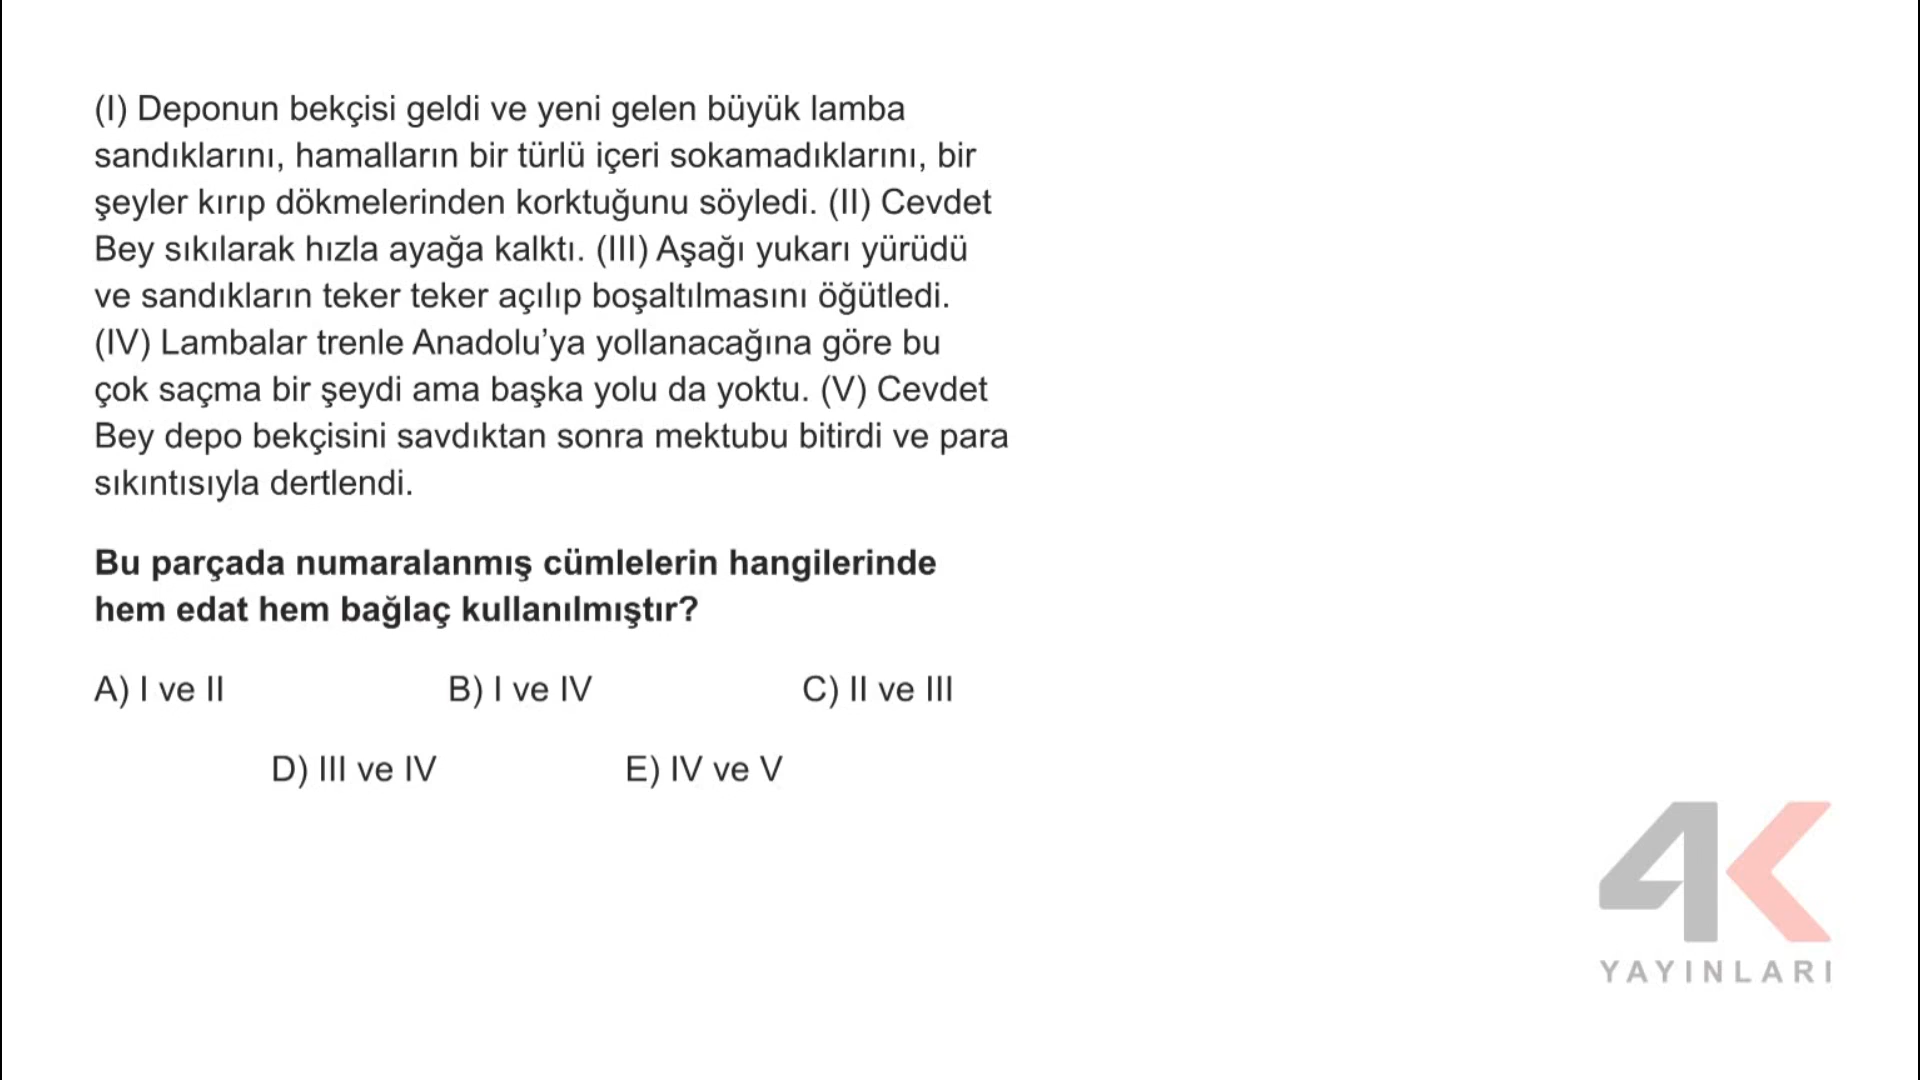 (I) Deponun bekçisi geldi ve yeni gelen büyük lamba
sandıklarını, hamalların bir türlü içeri sokamadıklarını, bir
şeyler kırıp dökmelerinden korktuğunu söyledi. (II) Cevdet
Bey sıkılarak hızla ayağa kalktı. (III) Aşağı yukarı yürüdü
ve sandıkların teker teker açılıp boşaltılmasını öğütledi.
(IV) Lambalar trenle Anadolu’ya yollanacağına göre bu
çok saçma bir şeydi ama başka yolu da yoktu. (V) Cevdet
Bey depo bekçisini savdıktan sonra mektubu bitirdi ve para
sıkıntısıyla dertlendi.
Bu parçada numaralanmış cümlelerin hangilerinde
hem edat hem bağlaç kullanılmıştır?
A) I ve II B) I ve IV C) II ve III
D) III ve IV E) IV ve V
4K
YAYINLARI